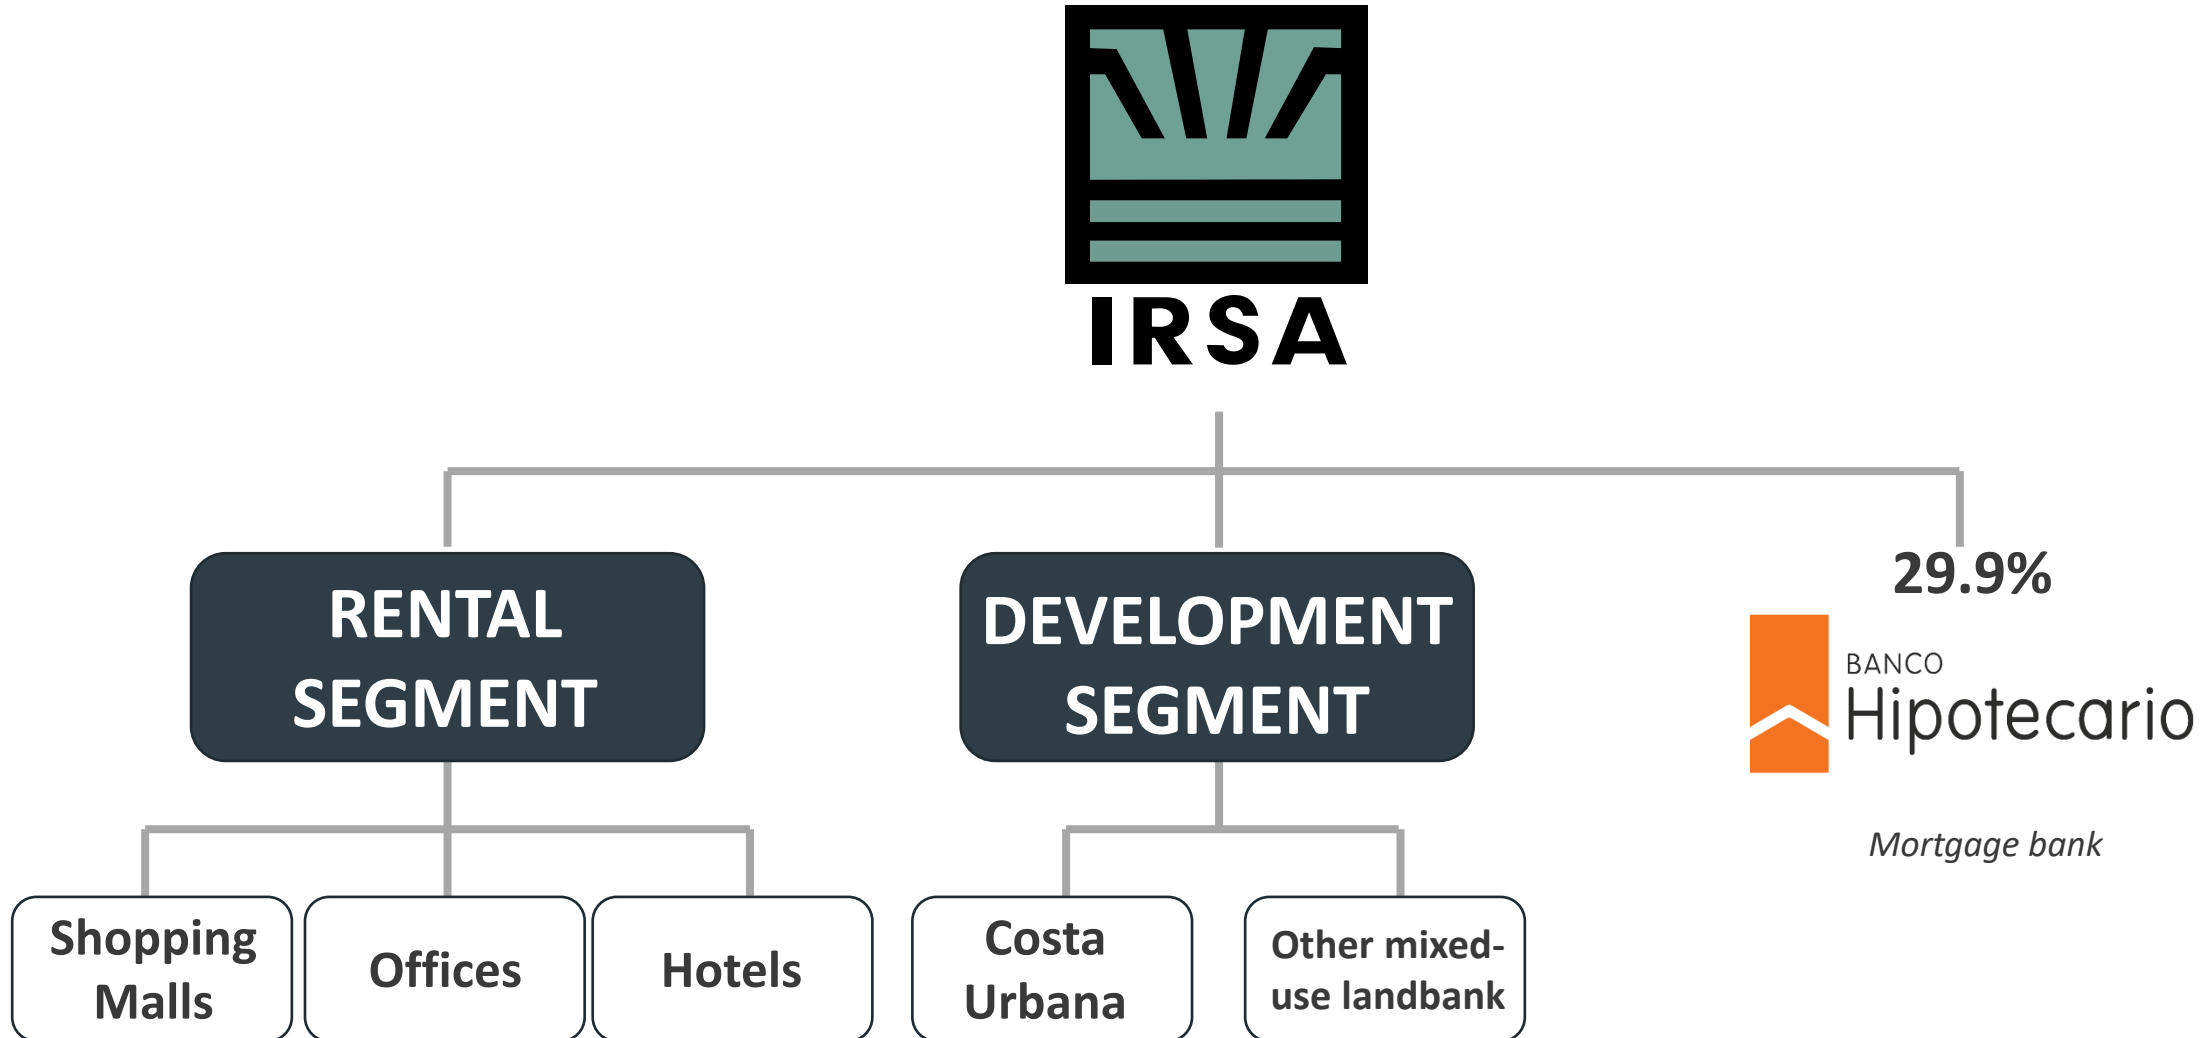 IRSA
RENTAL
SEGMENT
DEVELOPMENT
SEGMENT
29.9%
BANCO
Hipotecario
Mortgage bank
Shopping
Malls
Offices
Hotels
Costa
Urbana
Other mixed-
use landbank